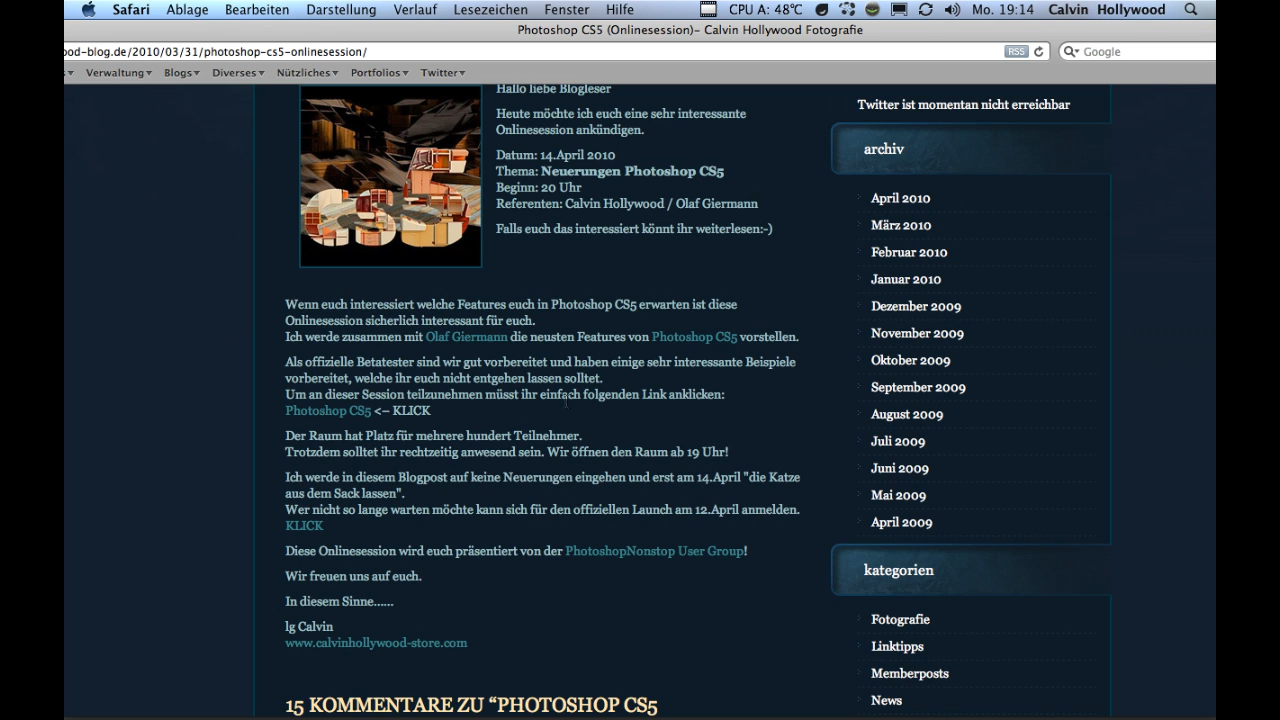 Safari Ablage Bearbeiten Darstellung Verlauf Lesezeichen Fenster Hilfe CPU A: 48℃ Mo. 19:14 Calvin Hollywood
Photoshop CS5 (Onlinesession)- Calvin Hollywood Fotografie
ood-blog.de/2010/03/31/photoshop-cs5-onlinesession/ RSS Google
Verwaltung Blogs Diverses Nützliches Portfolios Twitter
Hallo liebe Blogleser
Heute möchte ich euch eine sehr interessante
Onlinesession ankündigen.
Datum: 14.April 2010
Thema: Neuerungen Photoshop CS5
Beginn: 20 Uhr
Referenten: Calvin Hollywood / Olaf Giermann
Falls euch das interessiert könnt ihr weiterlesen:-)
CS5
Wenn euch interessiert welche Features euch in Photoshop CS5 erwarten ist diese
Onlinesession sicherlich interessant für euch.
Ich werde zusammen mit Olaf Giermann die neusten Features von Photoshop CS5 vorstellen.
Als offizielle Betatester sind wir gut vorbereitet und haben einige sehr interessante Beispiele
vorbereitet, welche ihr euch nicht entgehen lassen solltet.
Um an dieser Session teilzunehmen müsst ihr einfach folgenden Link anklicken:
Photoshop CS5 <– KLICK
Der Raum hat Platz für mehrere hundert Teilnehmer.
Trotzdem solltet ihr rechtzeitig anwesend sein. Wir öffnen den Raum ab 19 Uhr!
Ich werde in diesem Blogpost auf keine Neuerungen eingehen und erst am 14.April "die Katze
aus dem Sack lassen".
Wer nicht so lange warten möchte kann sich für den offiziellen Launch am 12.April anmelden.
KLICK
Diese Onlinesession wird euch präsentiert von der PhotoshopNonstop User Group!
Wir freuen uns auf euch.
In diesem Sinne......
lg Calvin
www.calvinhollywood-store.com
15 KOMMENTARE ZU “PHOTOSHOP CS5
Twitter ist momentan nicht erreichbar
archiv
April 2010
März 2010
Februar 2010
Januar 2010
Dezember 2009
November 2009
Oktober 2009
September 2009
August 2009
Juli 2009
Juni 2009
Mai 2009
April 2009
kategorien
Fotografie
Linktipps
Memberposts
News